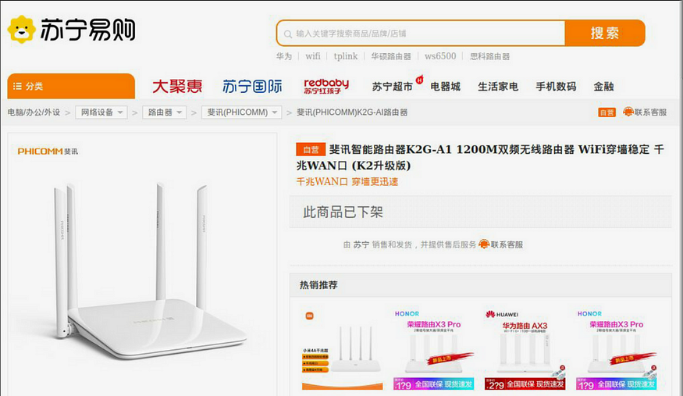 苏宁易购
输入关键字搜索商品/品牌/店铺
搜索
华为 wifi tplink 华硕路由器 ws6500 思科路由器
分类
大聚惠
苏宁国际
redbaby
苏宁红孩子
苏宁超市
电器城
生活家电
手机数码
金融
电脑/办公/外设 > 网络设备 > 路由器 > 斐讯(PHICOMM) > 斐讯(PHICOMM)K2G-AI路由器
自营 联系客服
PHICOMM 斐讯
自营 斐讯智能路由器K2G-A1 1200M双频无线路由器 WiFi穿墙稳定 千
兆WAN口 (K2升级版)
千兆WAN口 穿墙更迅速
此商品已下架
由 苏宁 销售和发货，并提供售后服务 联系客服
热销推荐
HONOR
荣耀路由X3 Pro
1?9 全国联保 现货速发
HUAWEI
华为路由 AX3
2?9 全国联保 现货速发
HONOR
荣耀路由X3 Pro
1?9 全国联保 现货速发